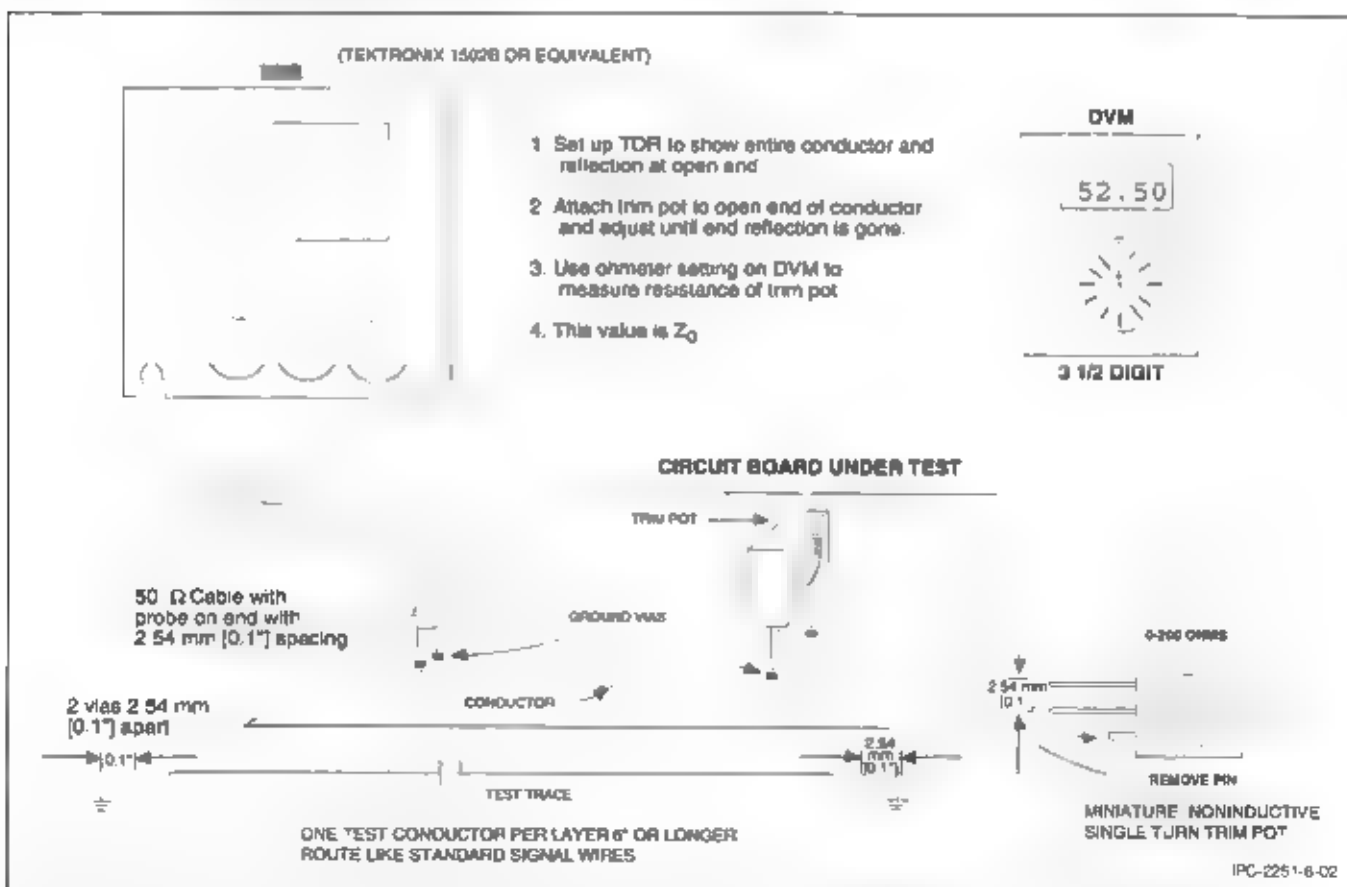 (TEKTRONIX 1502B OR EQUIVALENT)
1 Set up TDR to show entire conductor and
reflection at open end
2 Attach trim pot to open end of conductor
and adjust until end reflection is gone.
3. Use ohmeter setting on DVM to
measure resistance of trim pot
4. This value is Z0
DVM
52.50
3 1/2 DIGIT
CIRCUIT BOARD UNDER TEST
TRIM POT
50 Ω Cable with
probe on end with
2 54 mm [0.1"] spacing
GROUND VIAS
CONDUCTOR
2 vias 2 54 mm
[0.1"] apart
[0.1"]
2.54
mm
[0.1"]
TEST TRACE
ONE TEST CONDUCTOR PER LAYER 6" OR LONGER
ROUTE LIKE STANDARD SIGNAL WIRES
0-200 OHMS
2 54 mm
[0.1
REMOVE PIN
MINIATURE NONINDUCTIVE
SINGLE TURN TRIM POT
IPC-2251-6-02